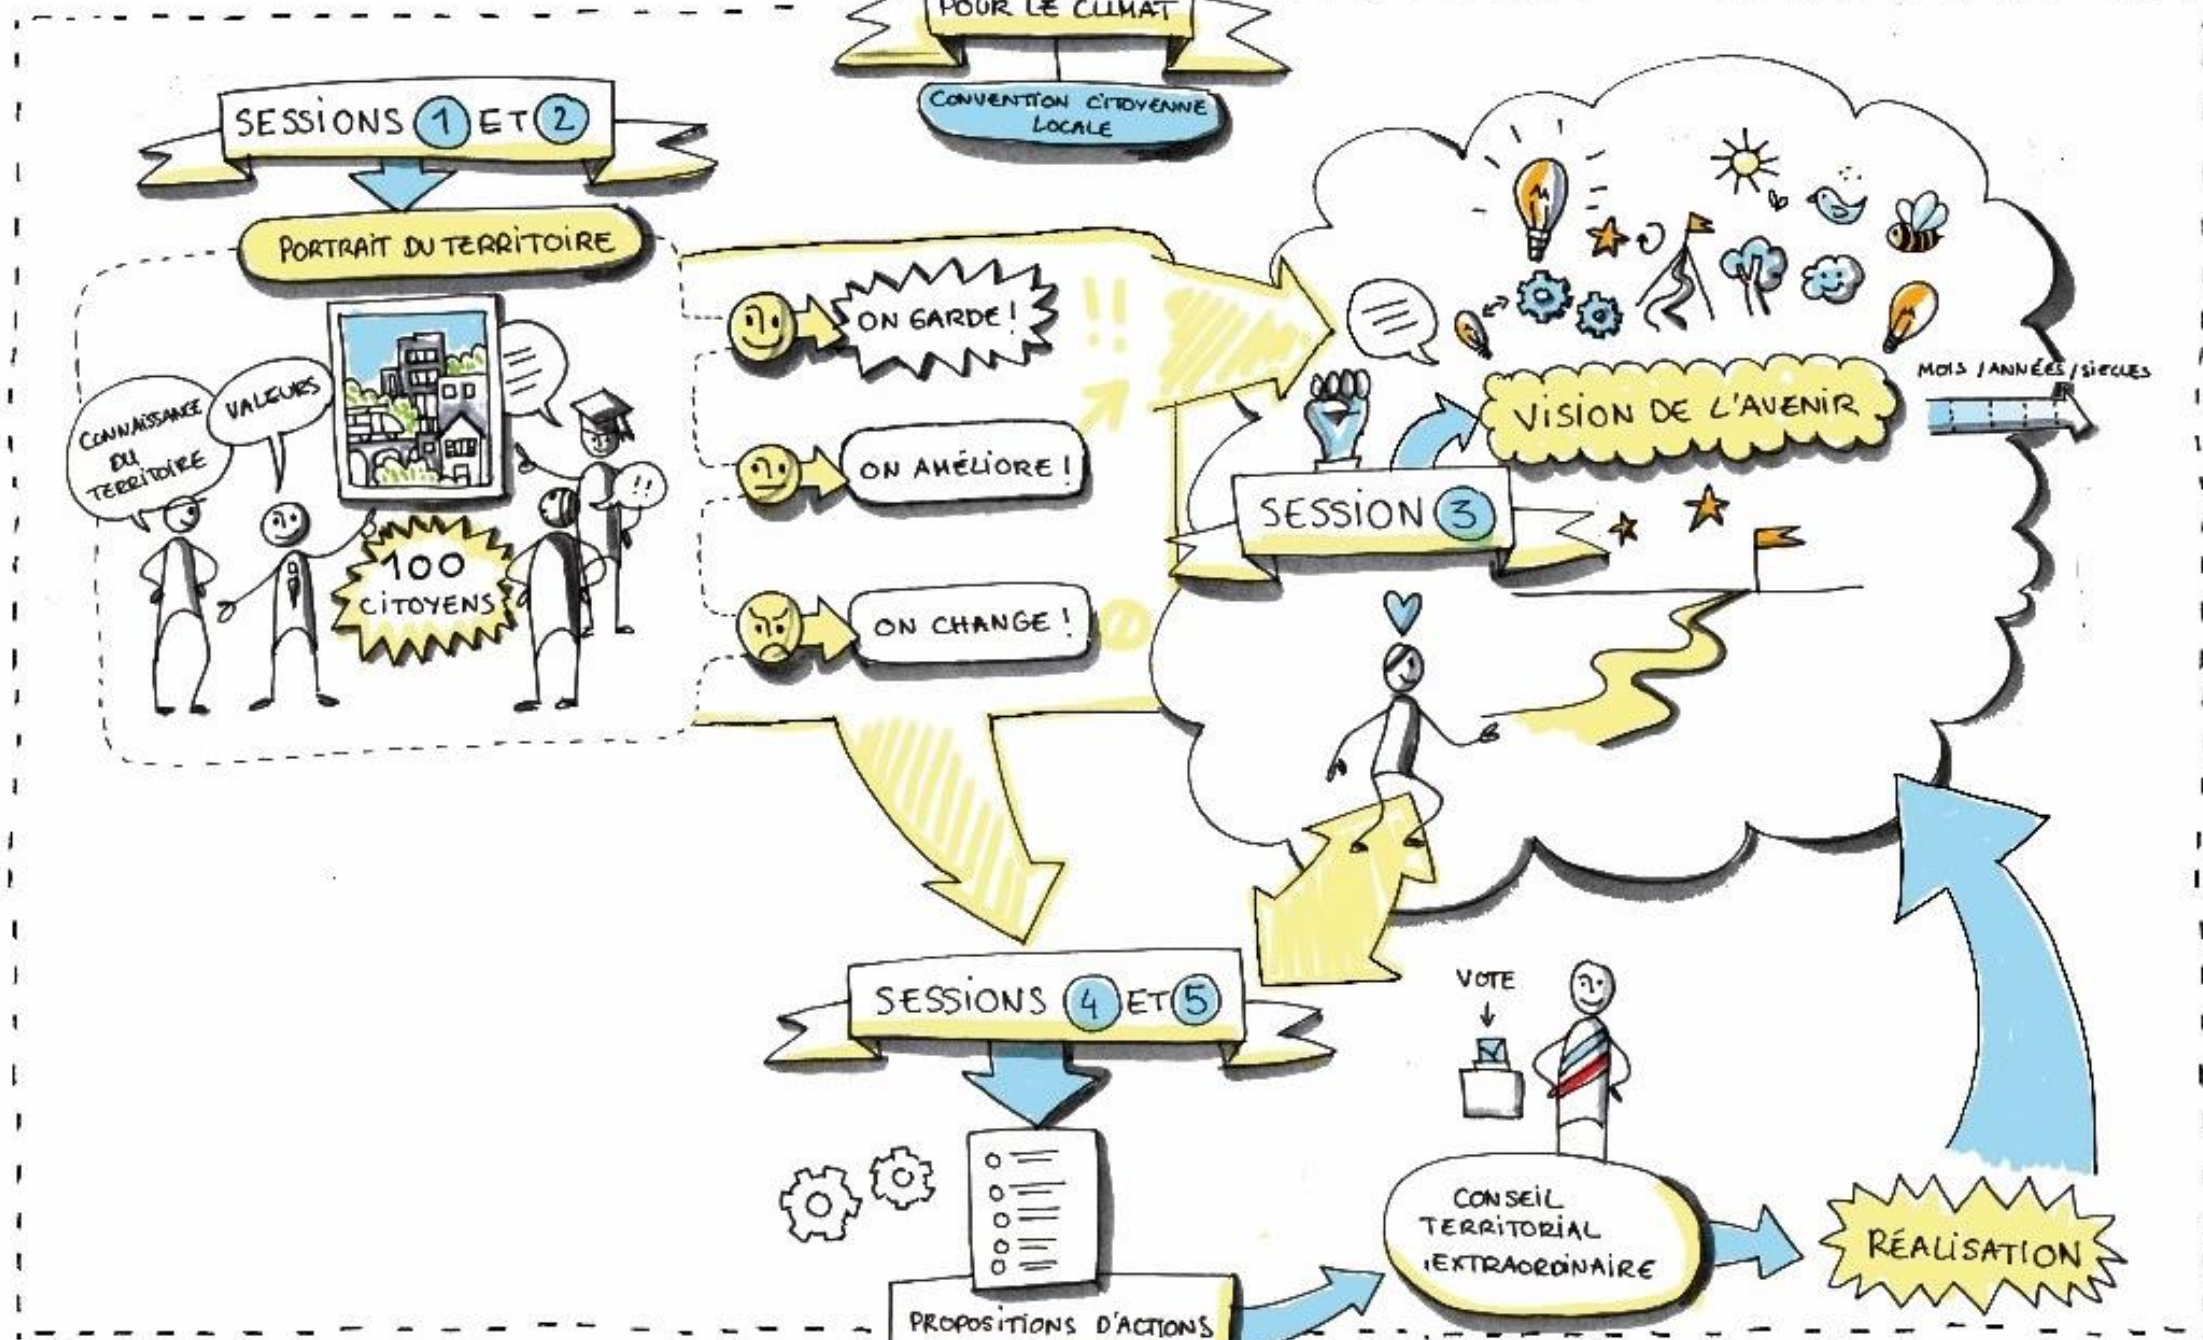 POUR LE CLIMAT
CONVENTION CITOYENNE
LOCALE
SESSIONS 1 ET 2
PORTRAIT DU TERRITOIRE
CONNAISSANCE
DU
TERRITOIRE
VALEURS
!!
100
CITOYENS
ON GARDE !
!!
ON AMÉLIORE !
ON CHANGE !
SESSION 3
VISION DE L'AVENIR
MOIS / ANNÉES / SIECLES
SESSIONS 4 ET 5
PROPOSITIONS D'ACTIONS
VOTE
CONSEIL
TERRITORIAL
EXTRAORDINAIRE
RÉALISATION